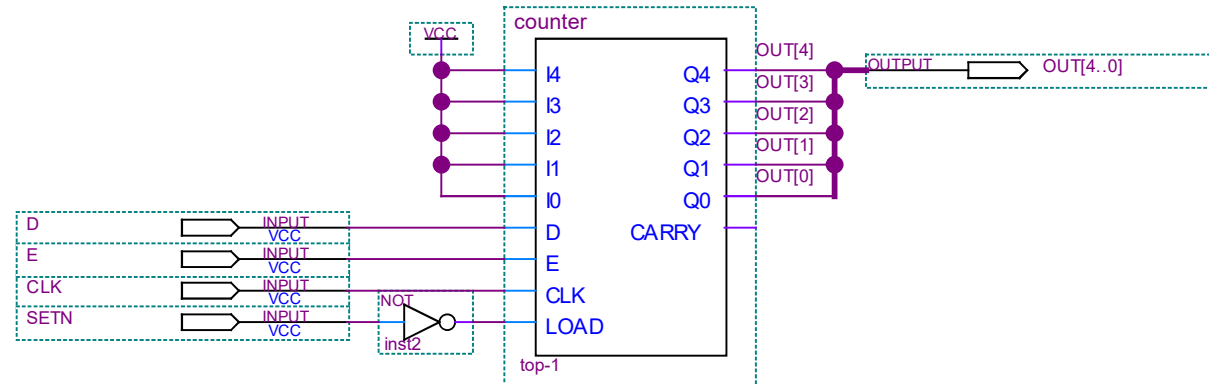 counter
VCC
I4
I3
I2
I1
I0
D
E
CLK
LOAD
Q4
Q3
Q2
Q1
Q0
CARRY
top-1
OUT[4]
OUT[3]
OUT[2]
OUT[1]
OUT[0]
OUTPUT
OUT[4..0]
D
INPUT
VCC
E
INPUT
VCC
CLK
INPUT
VCC
SETN
INPUT
VCC
NOT
inst2